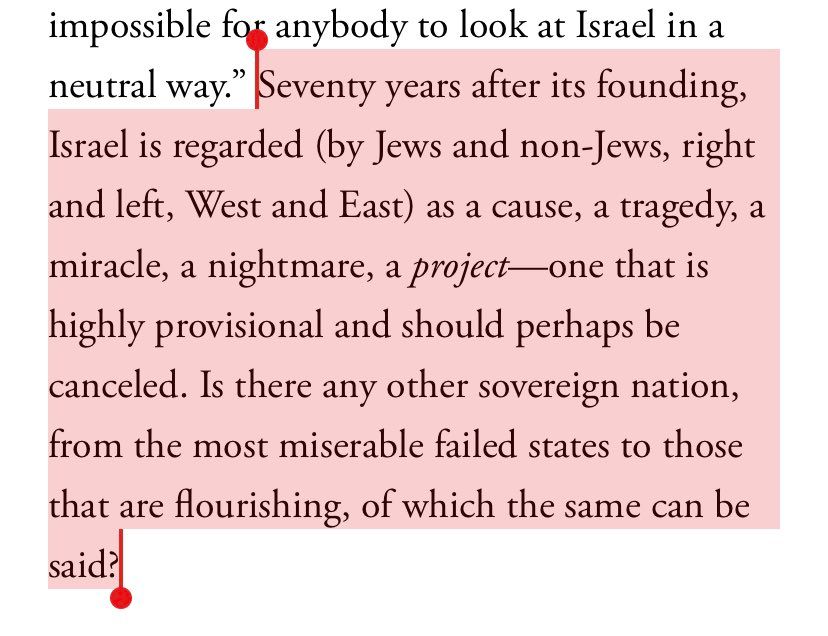 impossible for anybody to look at Israel in a
neutral way.” Seventy years after its founding,
Israel is regarded (by Jews and non-Jews, right
and left, West and East) as a cause, a tragedy, a
miracle, a nightmare, a project—one that is
highly provisional and should perhaps be
canceled. Is there any other sovereign nation,
from the most miserable failed states to those
that are flourishing, of which the same can be
said?